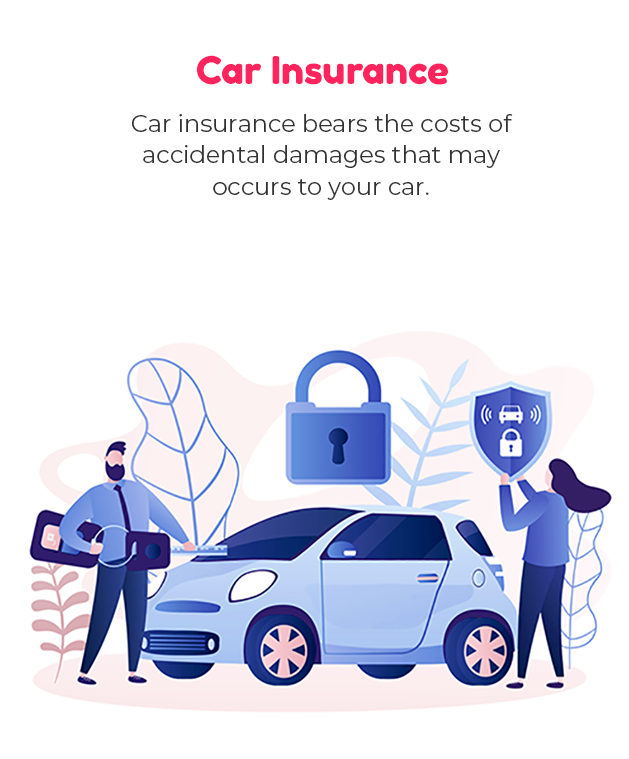 Car Insurance
Car insurance bears the costs of
accidental damages that may
occurs to your car.